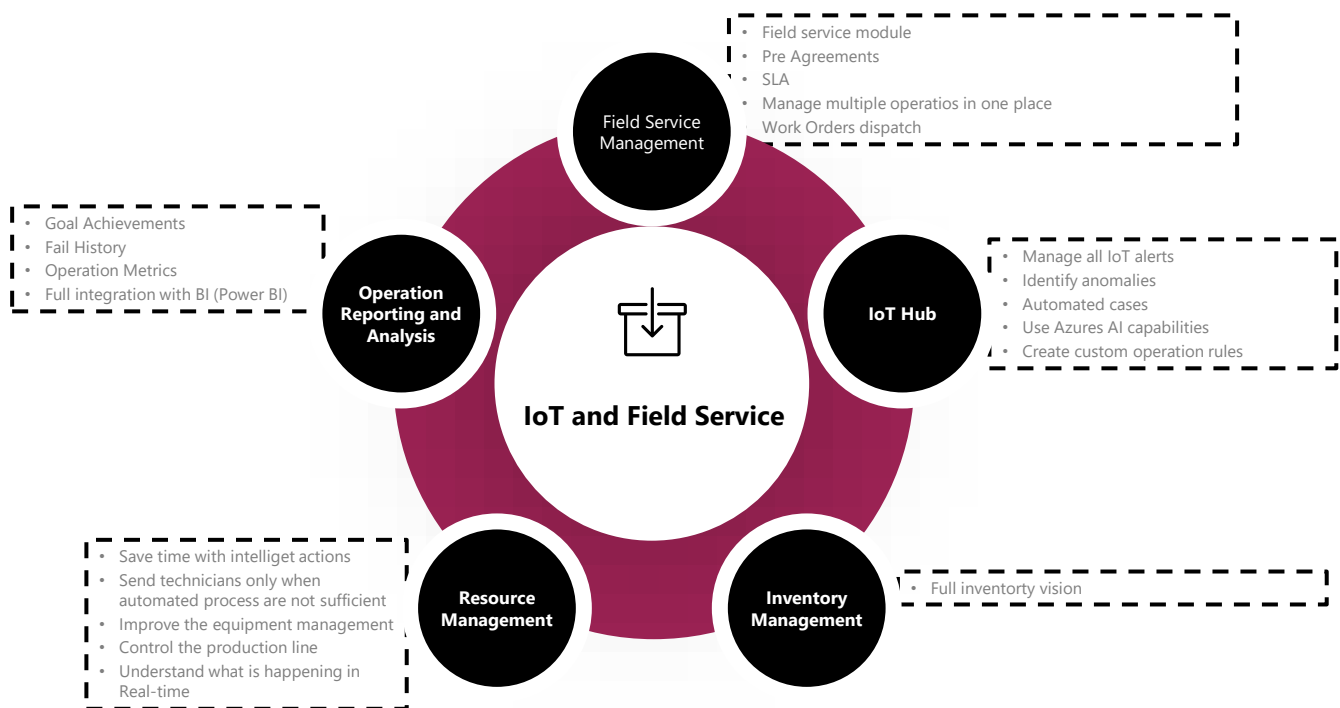 • Field service module
• Pre Agreements
• SLA
• Manage multiple operatios in one place
• Work Orders dispatch
Field Service
Management
• Goal Achievements
• Fail History
• Operation Metrics
• Full integration with BI (Power BI)
Operation
Reporting and
Analysis
IoT Hub
• Manage all IoT alerts
• Identify anomalies
• Automated cases
• Use Azures AI capabilities
• Create custom operation rules
IoT and Field Service
• Save time with intelliget actions
• Send technicians only when
automated process are not sufficient
• Improve the equipment management
• Control the production line
• Understand what is happening in
Real-time
Resource
Management
Inventory
Management
• Full inventorty vision